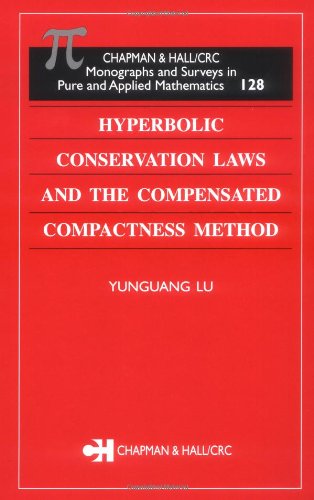 π
CHAPMAN & HALL/CRC
Monographs and Surveys in
Pure and Applied Mathematics 128
HYPERBOLIC
CONSERVATION LAWS
AND THE COMPENSATED
COMPACTNESS METHOD
YUNGUANG LU
CH CHAPMAN & HALL/CRC